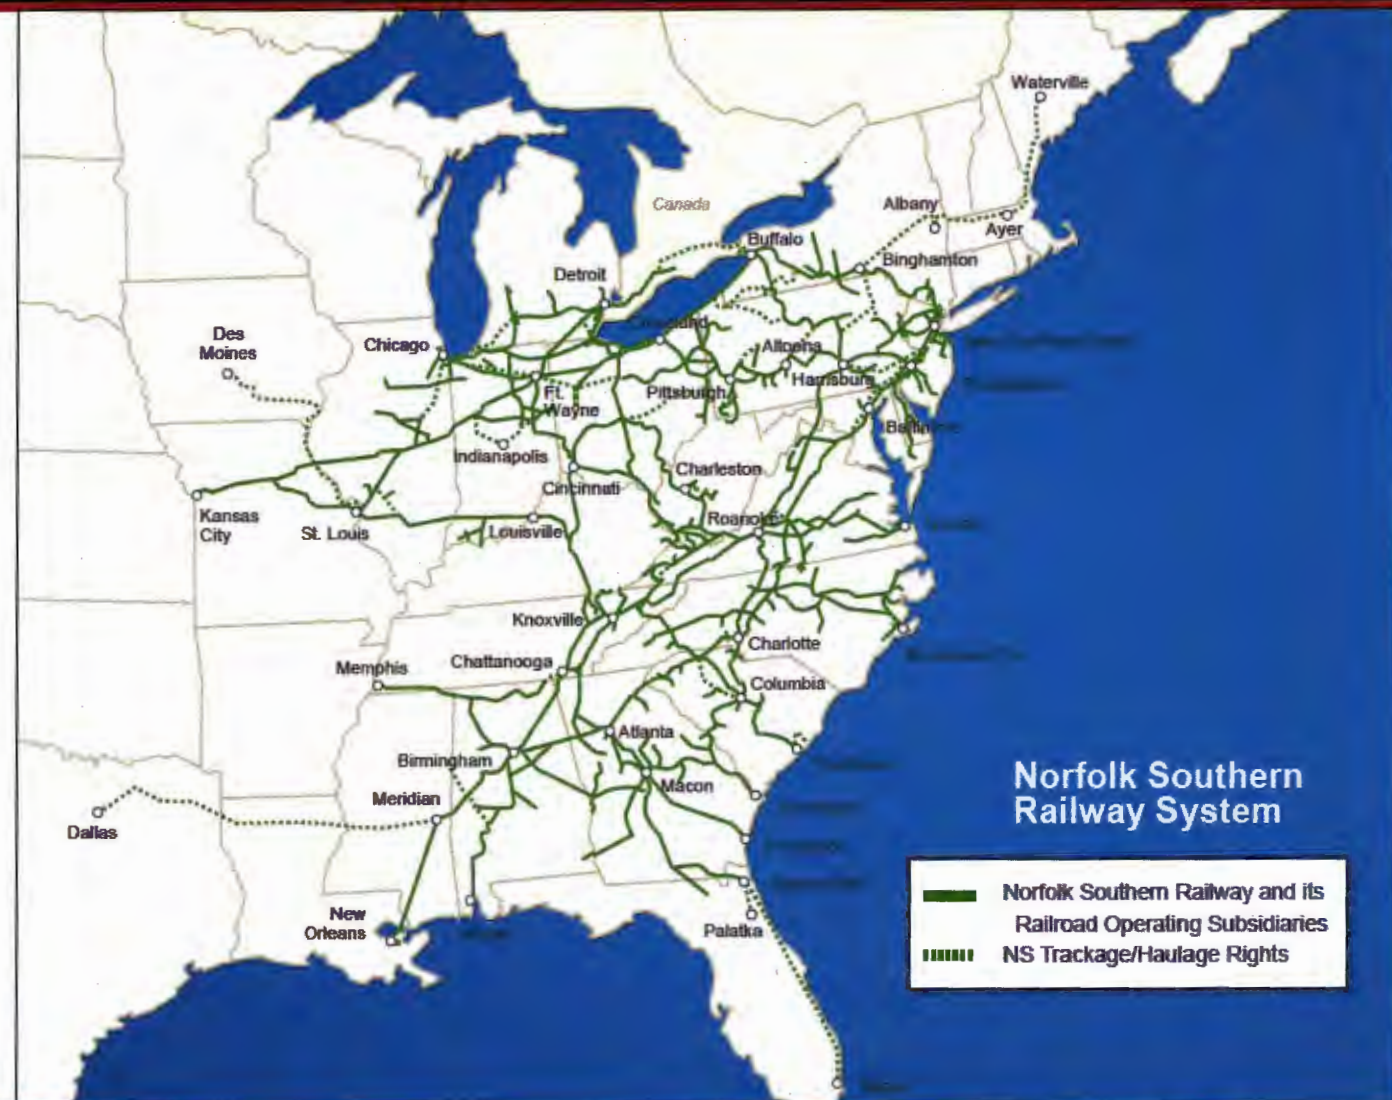 Waterville
Canada
Albany
Ayer
Buffalo
Binghamton
Detroit
Des
Moines
Chicago
Altoona
Harrisburg
Pittsburgh
Ft.
Wayne
Indianapolis
Charleston
Cincinnati
Kansas
City
St. Louis
Louisville
Roanoke
Knoxville
Charlotte
Memphis
Chattanooga
Columbia
Atlanta
Birmingham
Macon
Meridian
Dallas
New
Orleans
Palatka
Norfolk Southern
Railway System
Norfolk Southern Railway and its
Railroad Operating Subsidiaries
NS Trackage/Haulage Rights